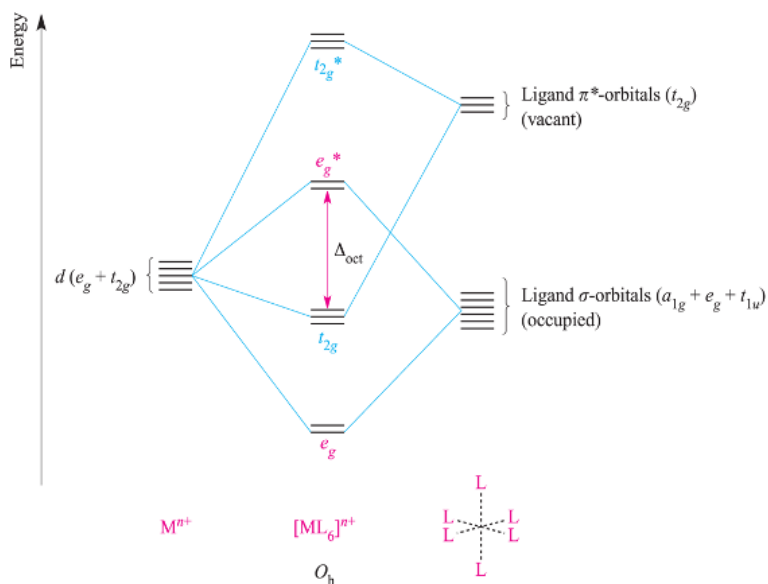 Energy
t₂g*
Ligand π*-orbitals (t₂g)
(vacant)
eg*
Δoct
d (eg + t₂g)
Ligand σ-orbitals (a₁g + eg + t₁u)
(occupied)
t₂g
eg
L
L L
L L
L
Mⁿ⁺
[ML₆]ⁿ⁺
Oh